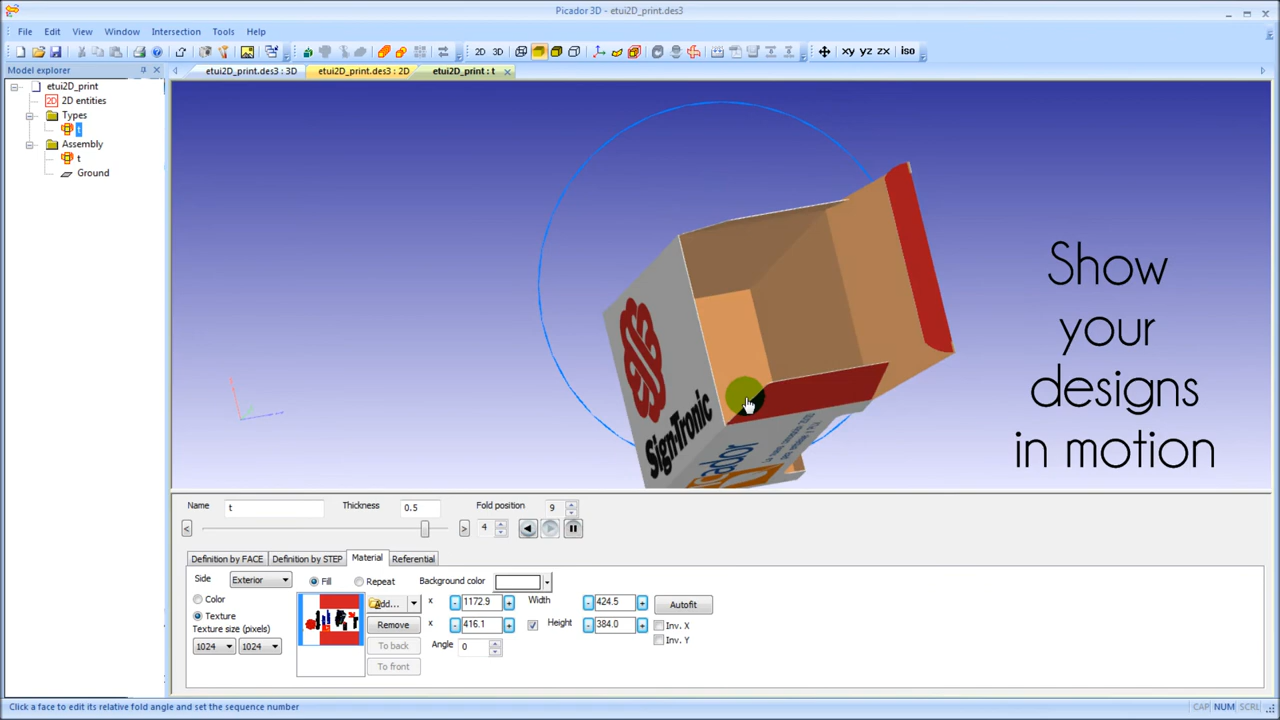 Picador 3D - etui2D_print.des3
File Edit View Window Intersection Tools Help
2D 3D xy yz zx iso
Model explorer
etui2D_print.des3 : 3D
etui2D_print.des3 : 2D
etui2D_print : t
etui2D_print
2D entities
Types
t
Assembly
t
Ground
Show
your
designs
in motion
Sign-Tronic
Name t Thickness 0.5 Fold position 9
< > 4
Definition by FACE Definition by STEP Material Referential
Side Exterior Fill Repeat Background color
Color
Texture
Texture size (pixels)
1024 1024
Add...
Remove
To back
To front
x 1172.9 Width 424.5 Autofit
x 416.1 Height 384.0 Inv. X
Angle 0 Inv. Y
Click a face to edit its relative fold angle and set the sequence number
CAP NUM SCRL